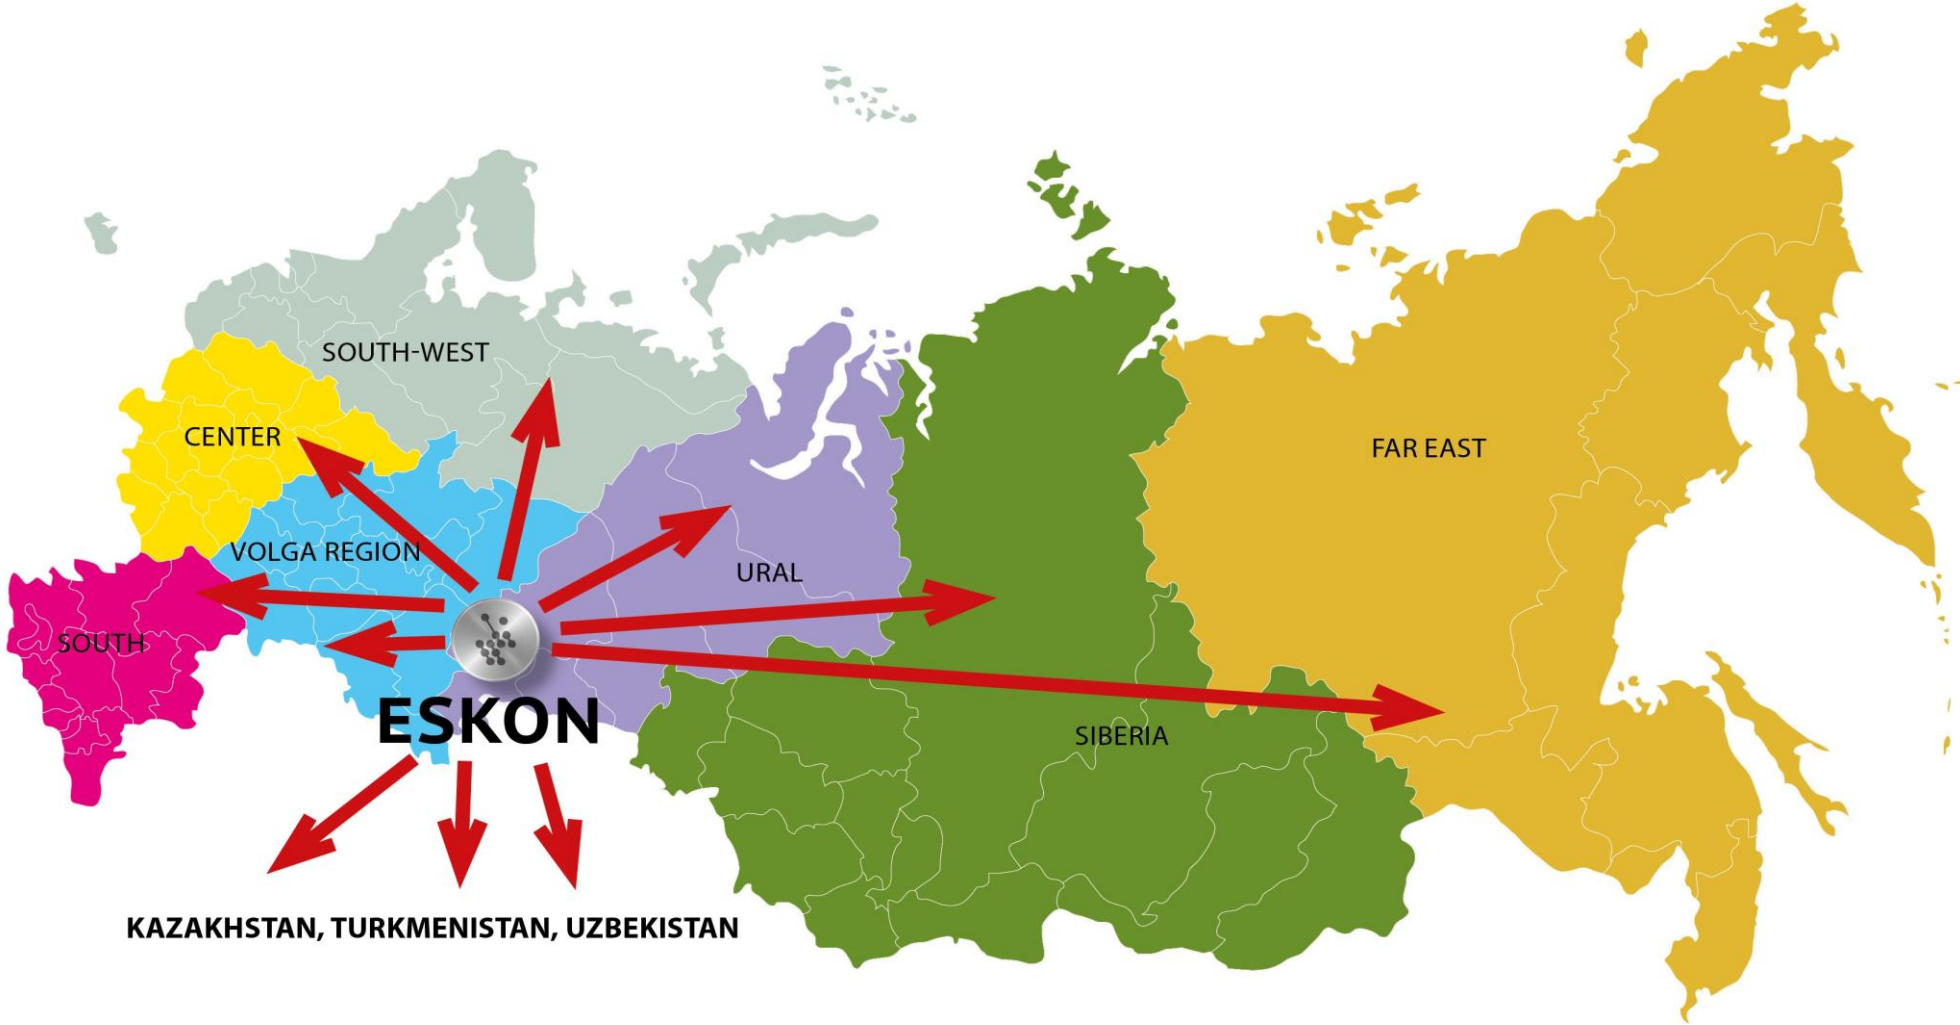 SOUTH-WEST
CENTER
FAR EAST
VOLGA REGION
URAL
SOUTH
ESKON
SIBERIA
KAZAKHSTAN, TURKMENISTAN, UZBEKISTAN